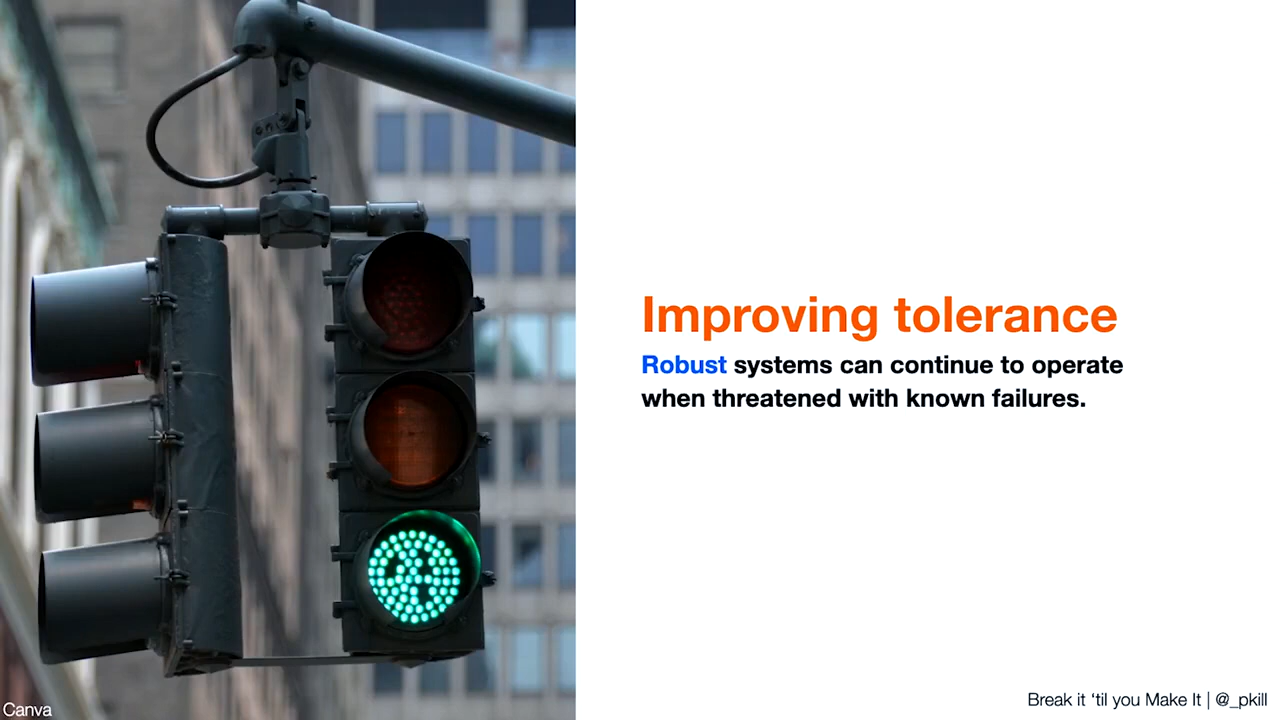 Improving tolerance
Robust systems can continue to operate
when threatened with known failures.
Canva
Break it ‘til you Make It | @_pkill